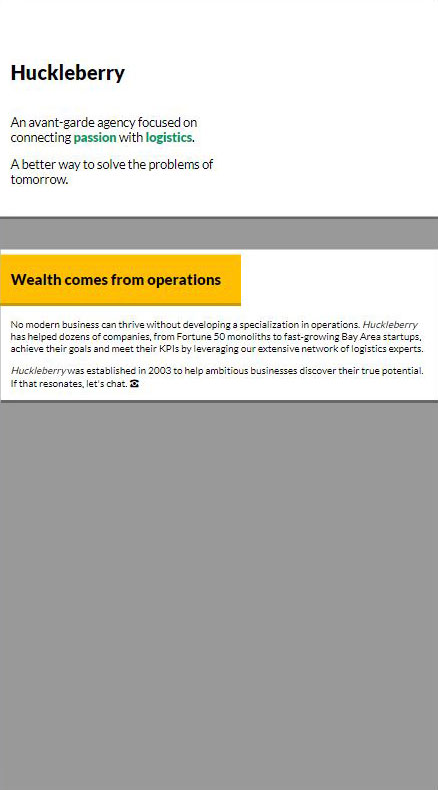 Huckleberry
An avant-garde agency focused on
connecting passion with logistics.
A better way to solve the problems of
tomorrow.
Wealth comes from operations
No modern business can thrive without developing a specialization in operations. Huckleberry
has helped dozens of companies, from Fortune 50 monoliths to fast-growing Bay Area startups,
achieve their goals and meet their KPIs by leveraging our extensive network of logistics experts.
Huckleberry was established in 2003 to help ambitious businesses discover their true potential.
If that resonates, let's chat. ☎